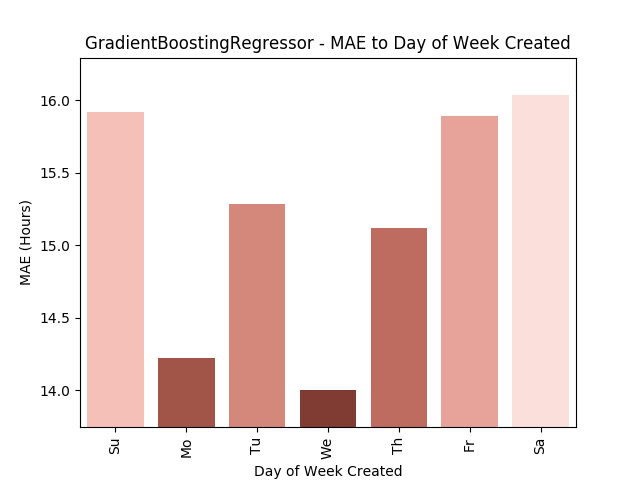 GradientBoostingRegressor - MAE to Day of Week Created
MAE (Hours)
16.0
15.5
15.0
14.5
14.0
Su
Mo
Tu
We
Th
Fr
Sa
Day of Week Created